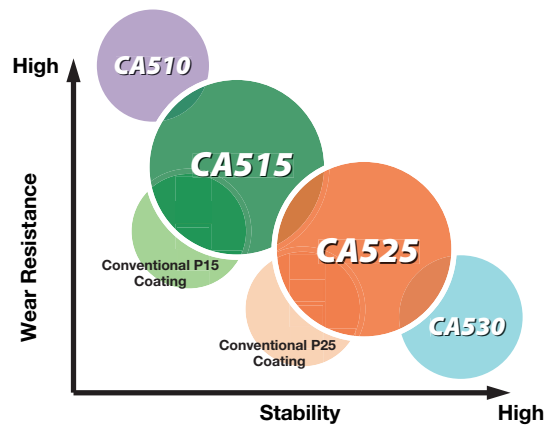 CA510
High
CA515
Wear Resistance
Conventional P15
Coating
CA525
CA530
Conventional P25
Coating
Stability
High